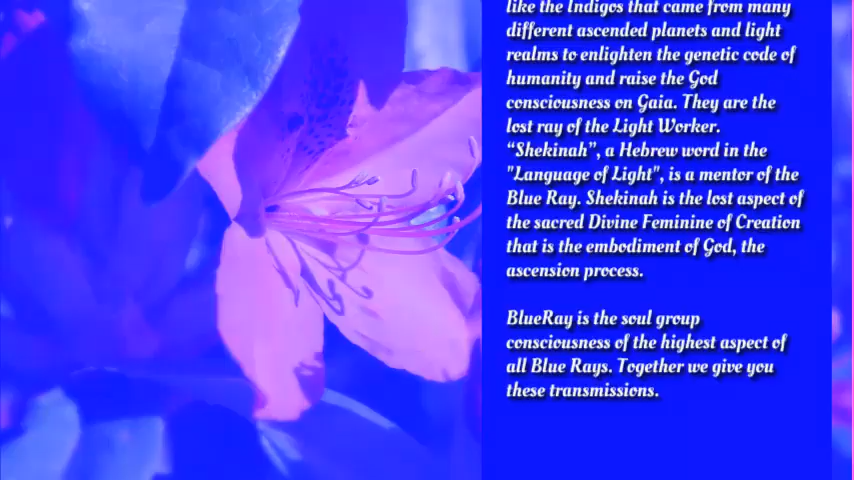 like the Indigos that came from many
different ascended planets and light
realms to enlighten the genetic code of
humanity and raise the God
consciousness on Gaia. They are the
lost ray of the Light Worker.
“Shekinah”, a Hebrew word in the
"Language of Light", is a mentor of the
Blue Ray. Shekinah is the lost aspect of
the sacred Divine Feminine of Creation
that is the embodiment of God, the
ascension process.
BlueRay is the soul group
consciousness of the highest aspect of
all Blue Rays. Together we give you
these transmissions.